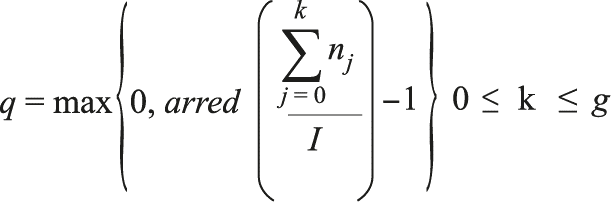 q = max{0, arred (∑_{j=0}^{k} n_j / I) −1} 0 ≤ k ≤ g